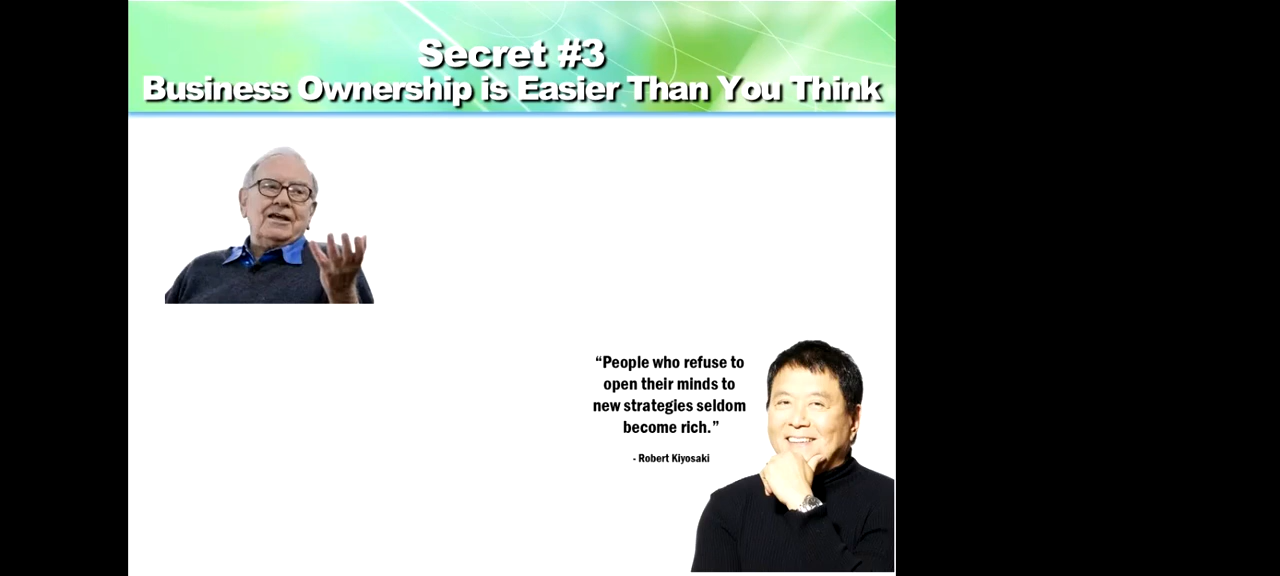 Secret #3
Business Ownership is Easier Than You Think
“People who refuse to
open their minds to
new strategies seldom
become rich.”
- Robert Kiyosaki